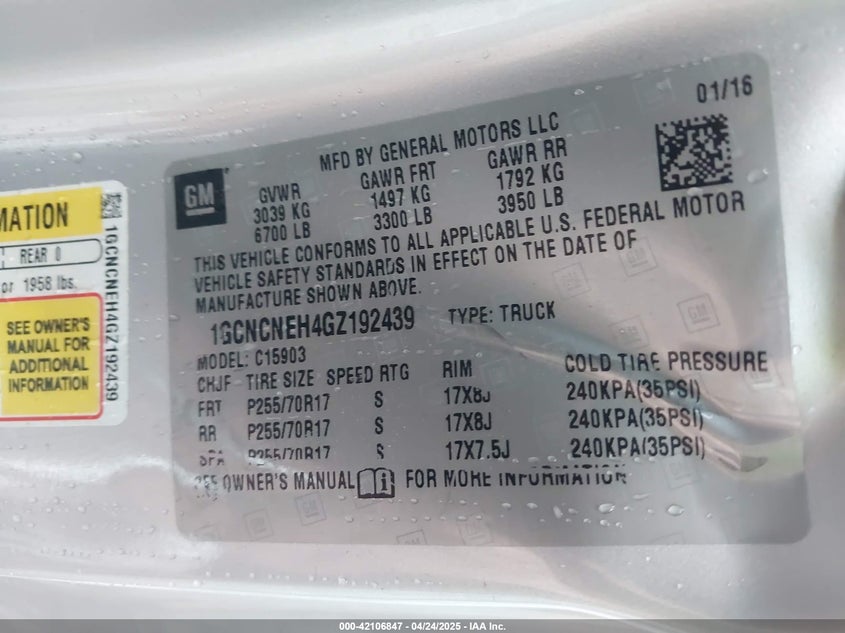 01/16
MFD BY GENERAL MOTORS LLC
GM
GVWR GAWR FRT GAWR RR
3039 KG 1497 KG 1792 KG
6700 LB 3300 LB 3950 LB
THIS VEHICLE CONFORMS TO ALL APPLICABLE U.S. FEDERAL MOTOR
VEHICLE SAFETY STANDARDS IN EFFECT ON THE DATE OF
MANUFACTURE SHOWN ABOVE.
1GCNCNEH4GZ192439 TYPE: TRUCK
MODEL: C15903
CHJF TIRE SIZE SPEED RTG RIM COLD TIRE PRESSURE
FRT P255/70R17 S 17X8J 240KPA(35PSI)
RR P255/70R17 S 17X8J 240KPA(35PSI)
SPA P255/70R17 S 17X7.5J 240KPA(35PSI)
SEE OWNER'S MANUAL FOR MORE INFORMATION
MATION
REAR 0
or 1958 lbs.
SEE OWNER'S
MANUAL FOR
ADDITIONAL
INFORMATION
1GCNCNEH4GZ192439
000-42106847 - 04/24/2025 - IAA Inc.